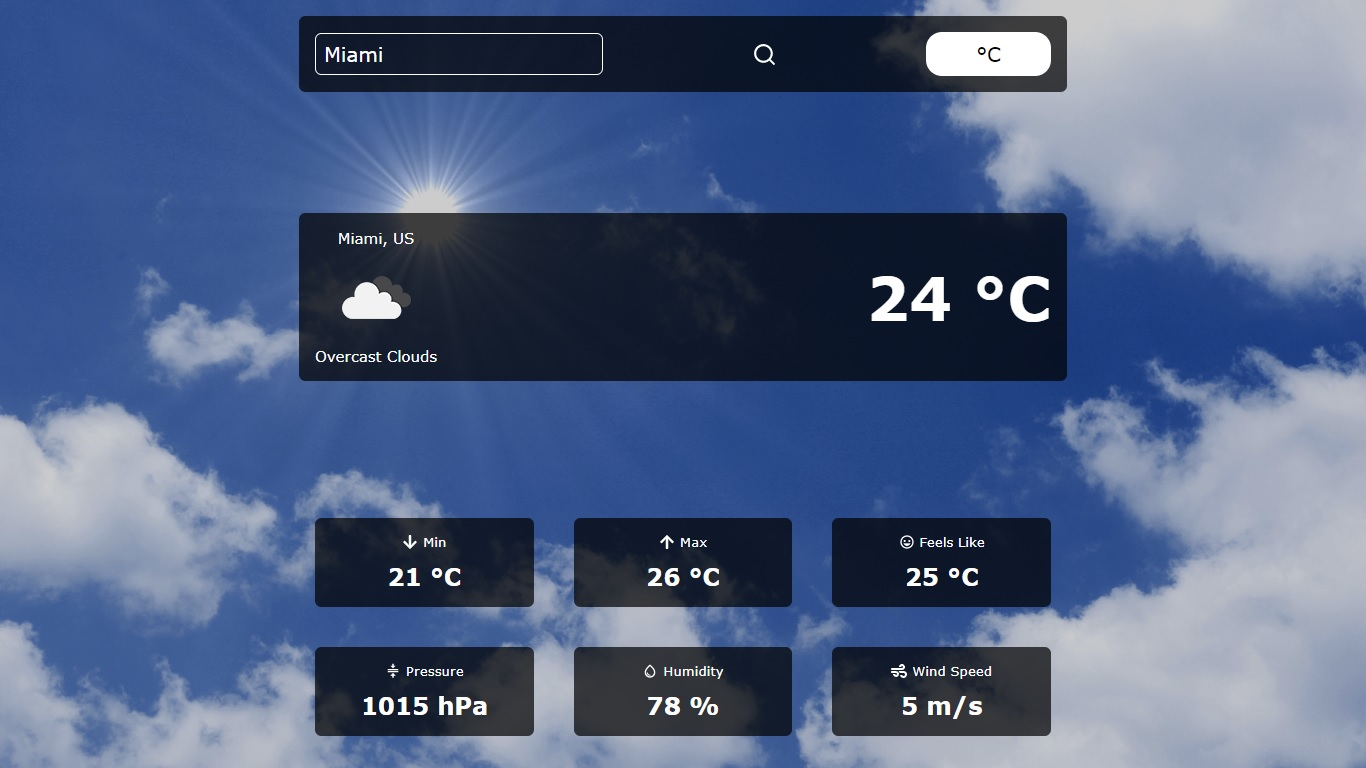 Miami
°C
Miami, US
24 °C
Overcast Clouds
Min
21 °C
Max
26 °C
Feels Like
25 °C
Pressure
1015 hPa
Humidity
78 %
Wind Speed
5 m/s